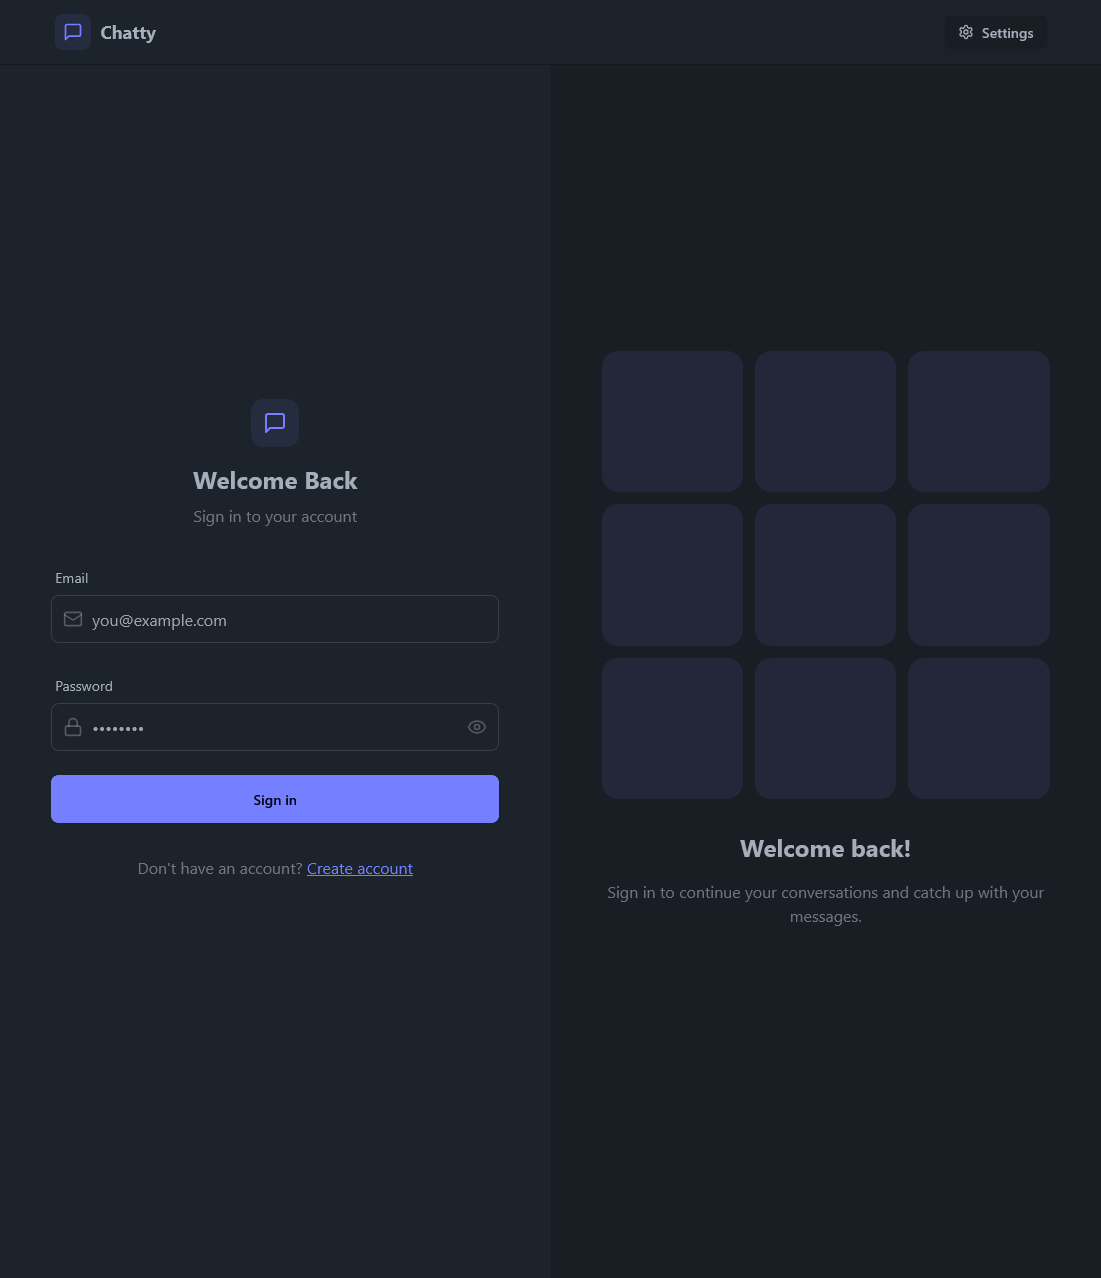 Chatty
Settings
Welcome Back
Sign in to your account
Email
you@example.com
Password
••••••••
Sign in
Don't have an account? Create account
Welcome back!
Sign in to continue your conversations and catch up with your
messages.